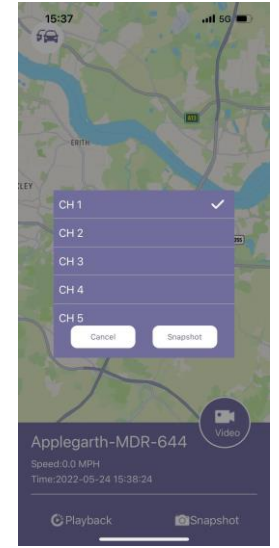 15:37
5G
A13
ERITH
CH 1
CH 2
CH 3
CH 4
CH 5
Cancel
Snapshot
Video
Applegarth-MDR-644
Speed:0.0 MPH
Time:2022-05-24 15:38:24
Playback
Snapshot